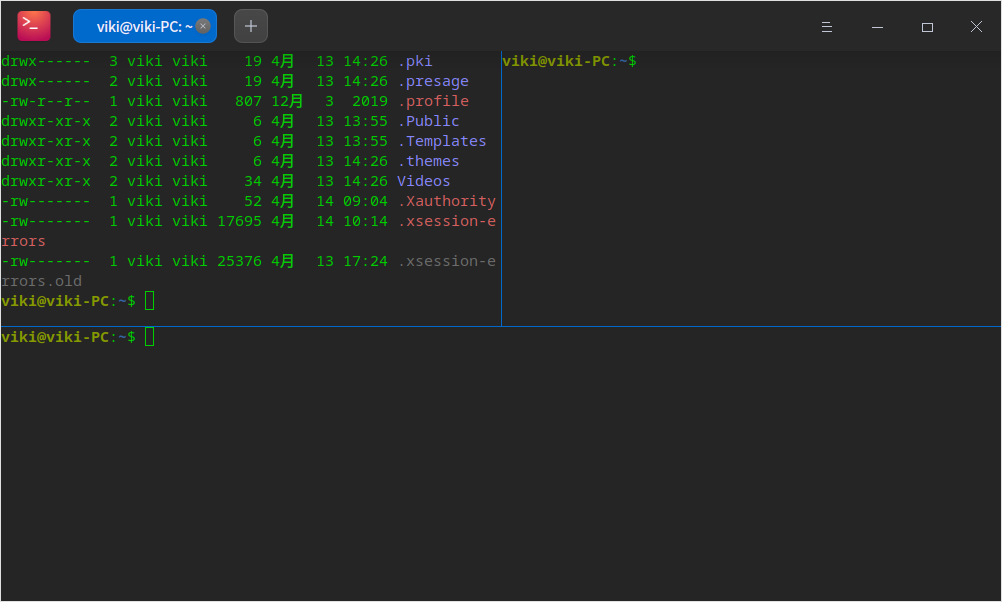 >_ viki@viki-PC: ~
drwx------  3 viki viki    19 4月  13 14:26 .pki
drwx------  2 viki viki    19 4月  13 14:26 .presage
-rw-r--r--  1 viki viki   807 12月  3  2019 .profile
drwxr-xr-x  2 viki viki     6 4月  13 13:55 .Public
drwxr-xr-x  2 viki viki     6 4月  13 13:55 .Templates
drwxr-xr-x  2 viki viki     6 4月  13 14:26 .themes
drwxr-xr-x  2 viki viki    34 4月  13 14:26 Videos
-rw-------  1 viki viki    52 4月  14 09:04 .Xauthority
-rw-------  1 viki viki 17695 4月  14 10:14 .xsession-e
rrors
-rw-------  1 viki viki 25376 4月  13 17:24 .xsession-e
rrors.old
viki@viki-PC:~$
viki@viki-PC:~$
viki@viki-PC:~$